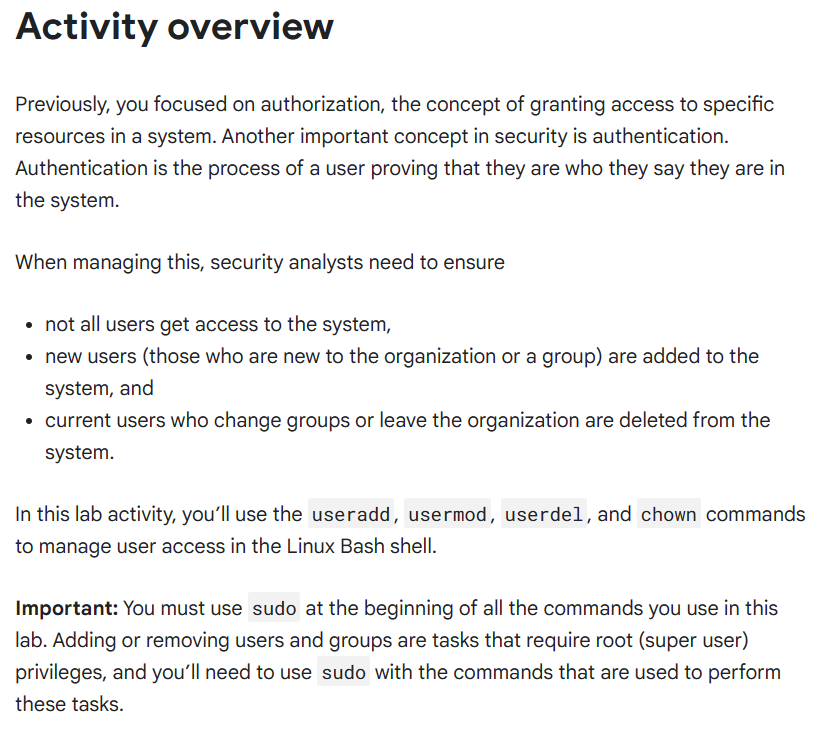 Activity overview
Previously, you focused on authorization, the concept of granting access to specific
resources in a system. Another important concept in security is authentication.
Authentication is the process of a user proving that they are who they say they are in
the system.
When managing this, security analysts need to ensure
• not all users get access to the system,
• new users (those who are new to the organization or a group) are added to the
system, and
• current users who change groups or leave the organization are deleted from the
system.
In this lab activity, you’ll use the useradd, usermod, userdel, and chown commands
to manage user access in the Linux Bash shell.
Important: You must use sudo at the beginning of all the commands you use in this
lab. Adding or removing users and groups are tasks that require root (super user)
privileges, and you’ll need to use sudo with the commands that are used to perform
these tasks.